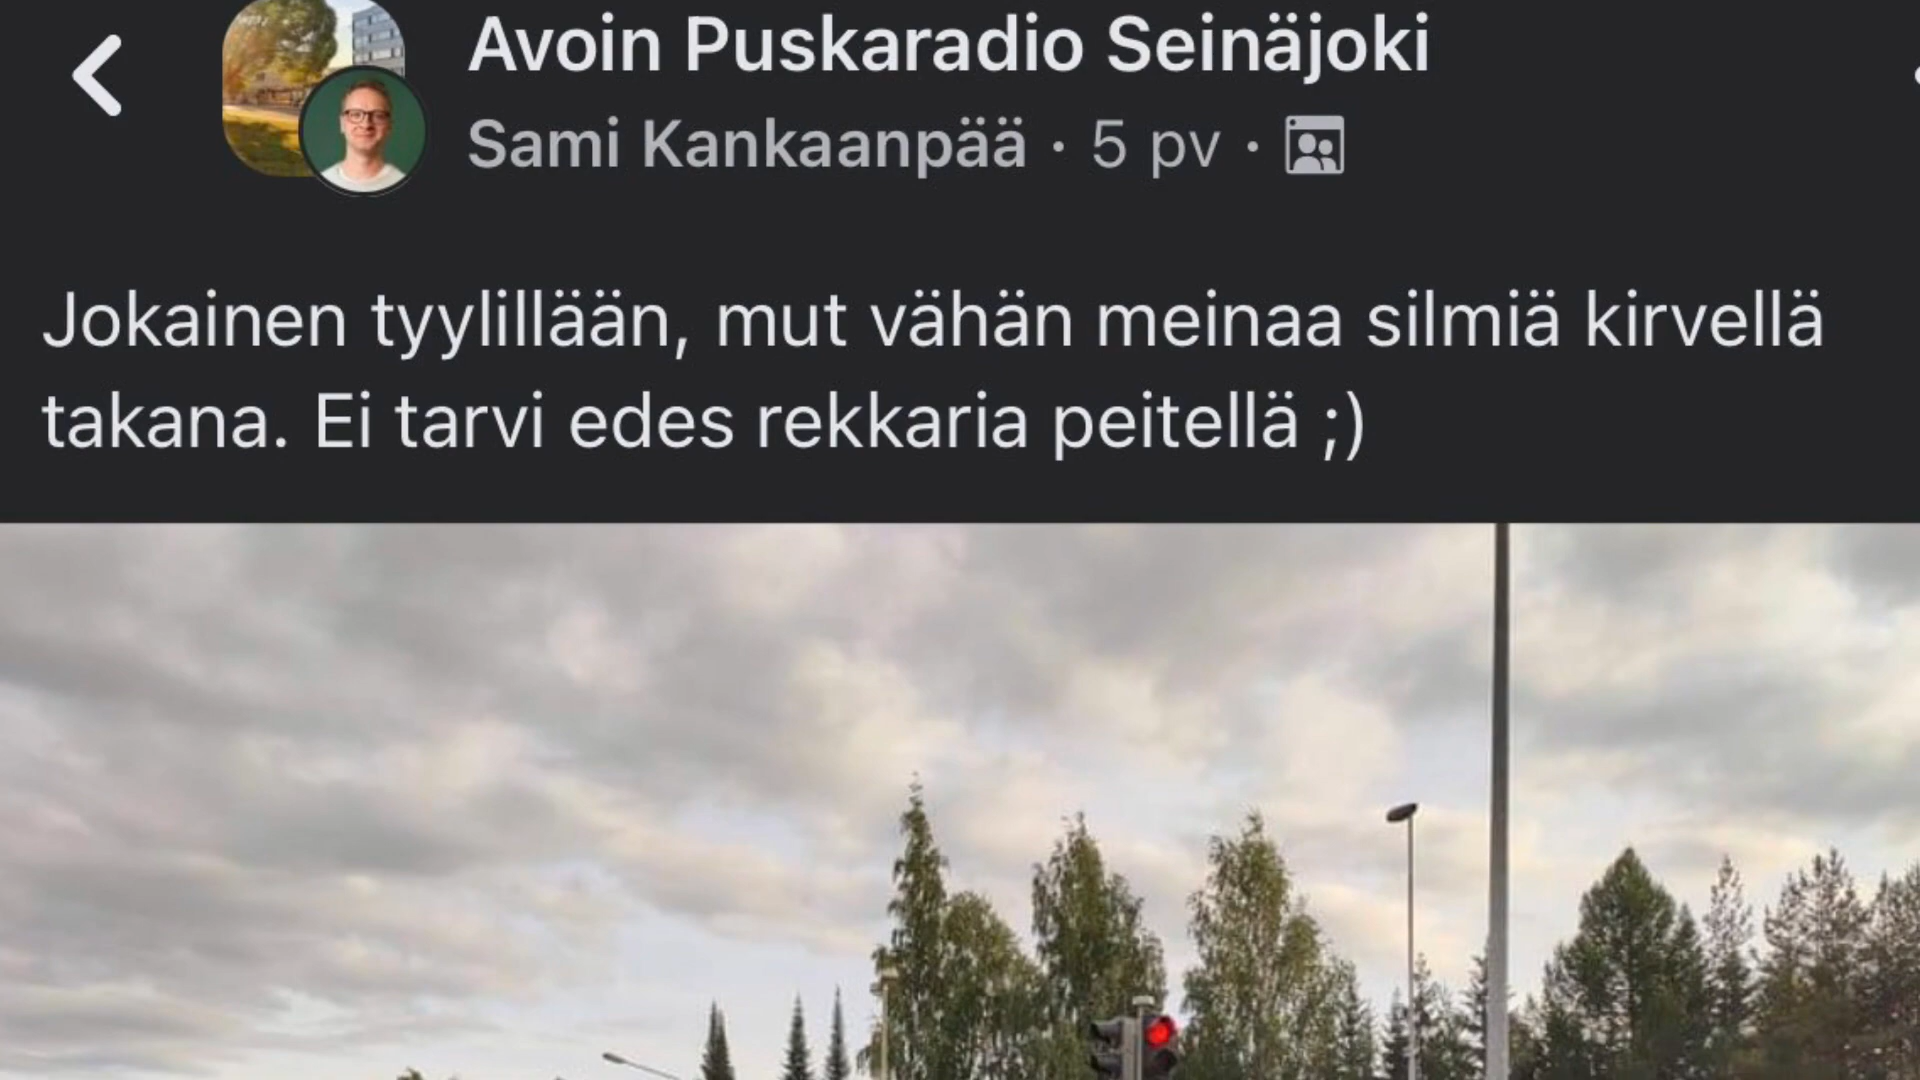 Avoin Puskaradio Seinäjoki
Sami Kankaanpää · 5 pv ·
Jokainen tyylillään, mut vähän meinaa silmiä kirvellä
takana. Ei tarvi edes rekkaria peitellä ;)